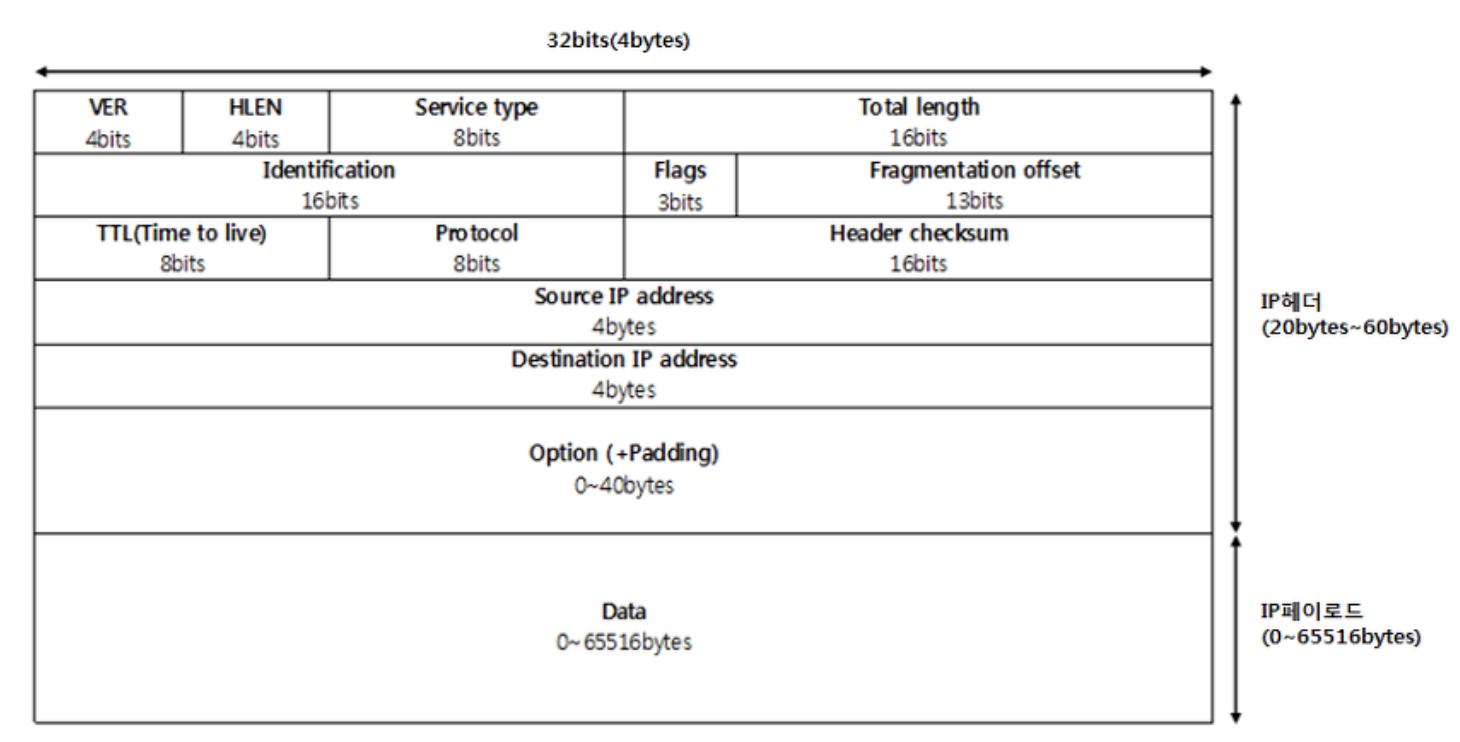 32bits(4bytes)
VER HLEN Service type Total length
4bits 4bits 8bits 16bits
Identification Flags Fragmentation offset
16bits 3bits 13bits
TTL(Time to live) Protocol Header checksum
8bits 8bits 16bits
Source IP address
4bytes
IP헤더
(20bytes~60bytes)
Destination IP address
4bytes
Option (+Padding)
0~40bytes
Data
0~65516bytes
IP페이로드
(0~65516bytes)